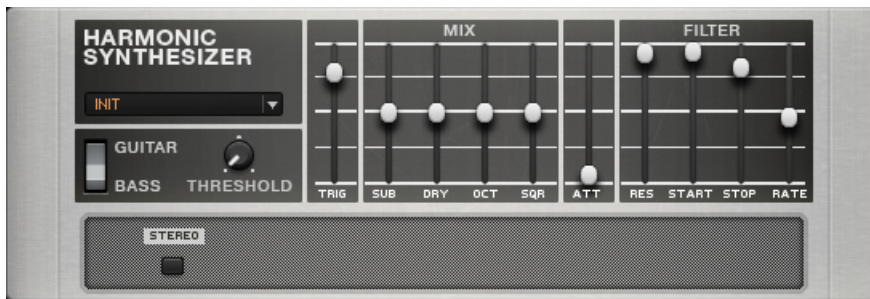 HARMONIC
SYNTHESIZER
INIT
GUITAR
BASS
THRESHOLD
TRIG
MIX
SUB DRY OCT SQR
ATT
FILTER
RES START STOP RATE
STEREO